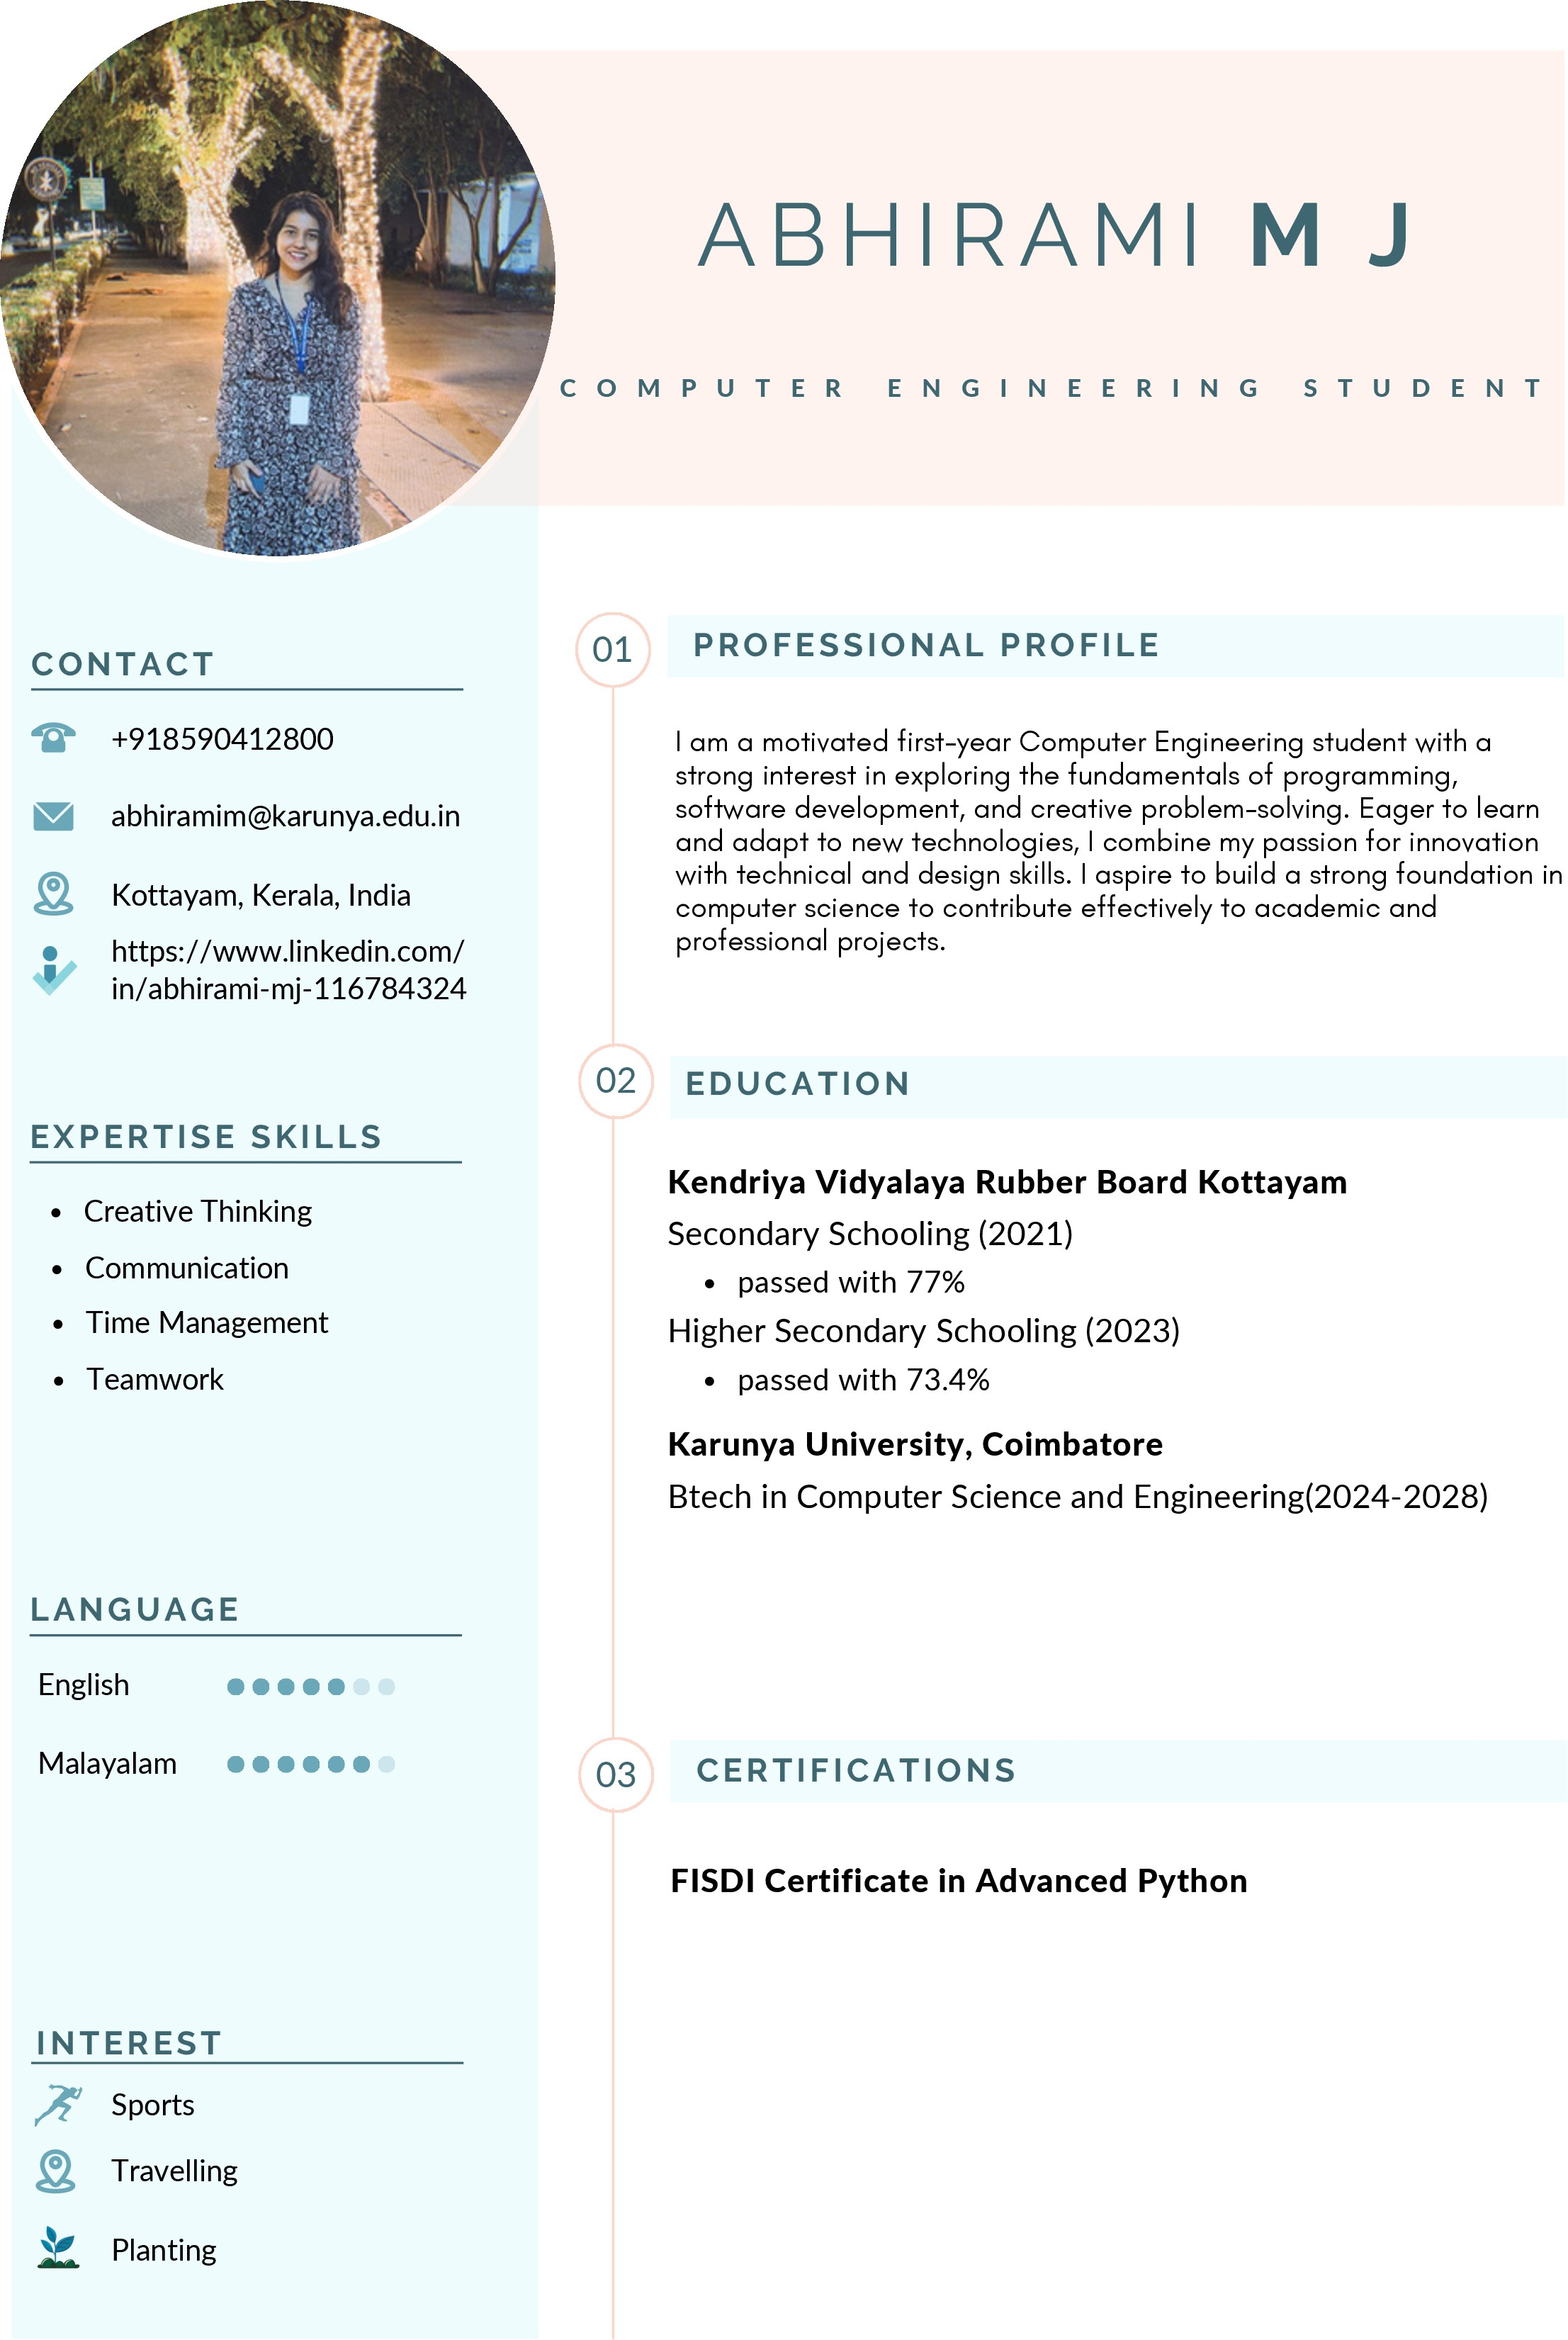 ABHIRAMI M J
COMPUTER ENGINEERING STUDENT
CONTACT
+918590412800
abhiramim@karunya.edu.in
Kottayam, Kerala, India
https://www.linkedin.com/
in/abhirami-mj-116784324
EXPERTISE SKILLS
• Creative Thinking
• Communication
• Time Management
• Teamwork
LANGUAGE
English
Malayalam
INTEREST
Sports
Travelling
Planting
01
PROFESSIONAL PROFILE
I am a motivated first-year Computer Engineering student with a
strong interest in exploring the fundamentals of programming,
software development, and creative problem-solving. Eager to learn
and adapt to new technologies, I combine my passion for innovation
with technical and design skills. I aspire to build a strong foundation in
computer science to contribute effectively to academic and
professional projects.
02
EDUCATION
Kendriya Vidyalaya Rubber Board Kottayam
Secondary Schooling (2021)
• passed with 77%
Higher Secondary Schooling (2023)
• passed with 73.4%
Karunya University, Coimbatore
Btech in Computer Science and Engineering(2024-2028)
03
CERTIFICATIONS
FISDI Certificate in Advanced Python